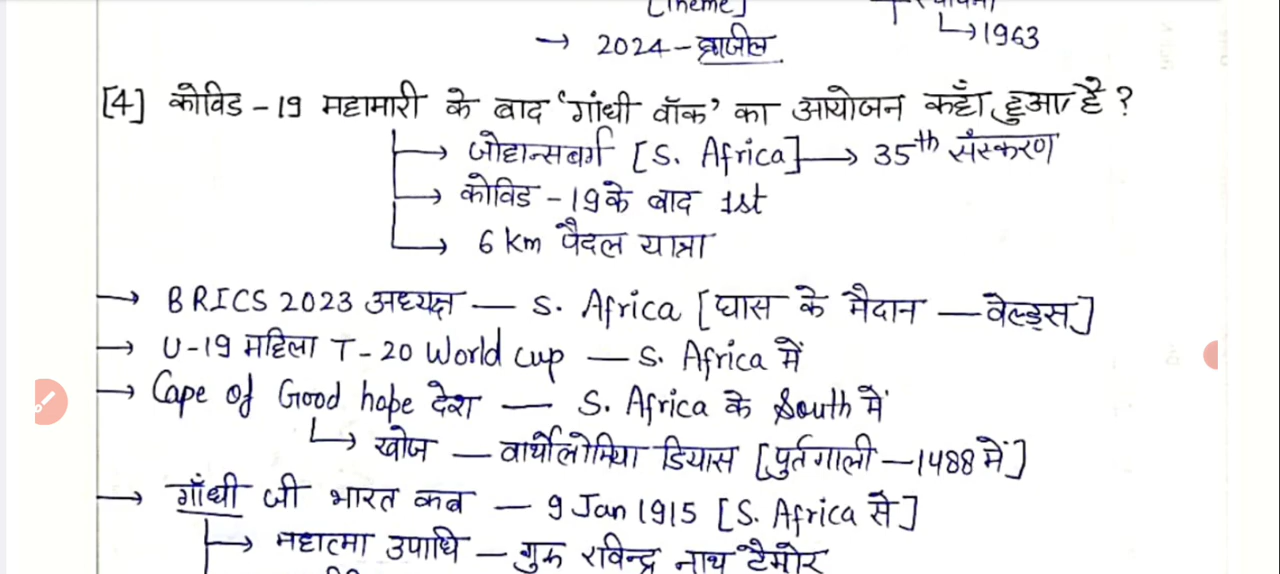 [Theme]
→ 2024 - ब्राजील
स्थापना
↳ 1963
[4] कोविड - 19 महामारी के बाद 'गांधी वॉक' का आयोजन कहाँ हुआ है ?
→ जोहान्सबर्ग [S. Africa] → 35th संस्करण
→ कोविड - 19 के बाद 1st
→ 6 km पैदल यात्रा
→ BRICS 2023 अध्यक्ष — S. Africa [घास के मैदान — वेल्ड्स]
→ U-19 महिला T-20 World cup — S. Africa में
→ Cape of Good hope देश — S. Africa के South में
↳ खोज — वार्थोलोमिया डियास [पुर्तगाली — 1488 में]
→ गाँधी जी भारत कब — 9 Jan 1915 [S. Africa से]
→ महात्मा उपाधि — गुरु रविन्द्र नाथ टैगोर